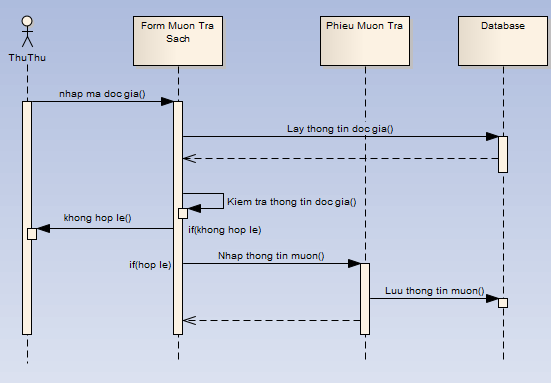 Form Muon Tra
Sach
Phieu Muon Tra
Database
ThuThu
nhap ma doc gia()
Lay thong tin doc gia()
Kiem tra thong tin doc gia()
khong hop le()
if(khong hop le)
if(hop le)
Nhap thong tin muon()
Luu thong tin muon()